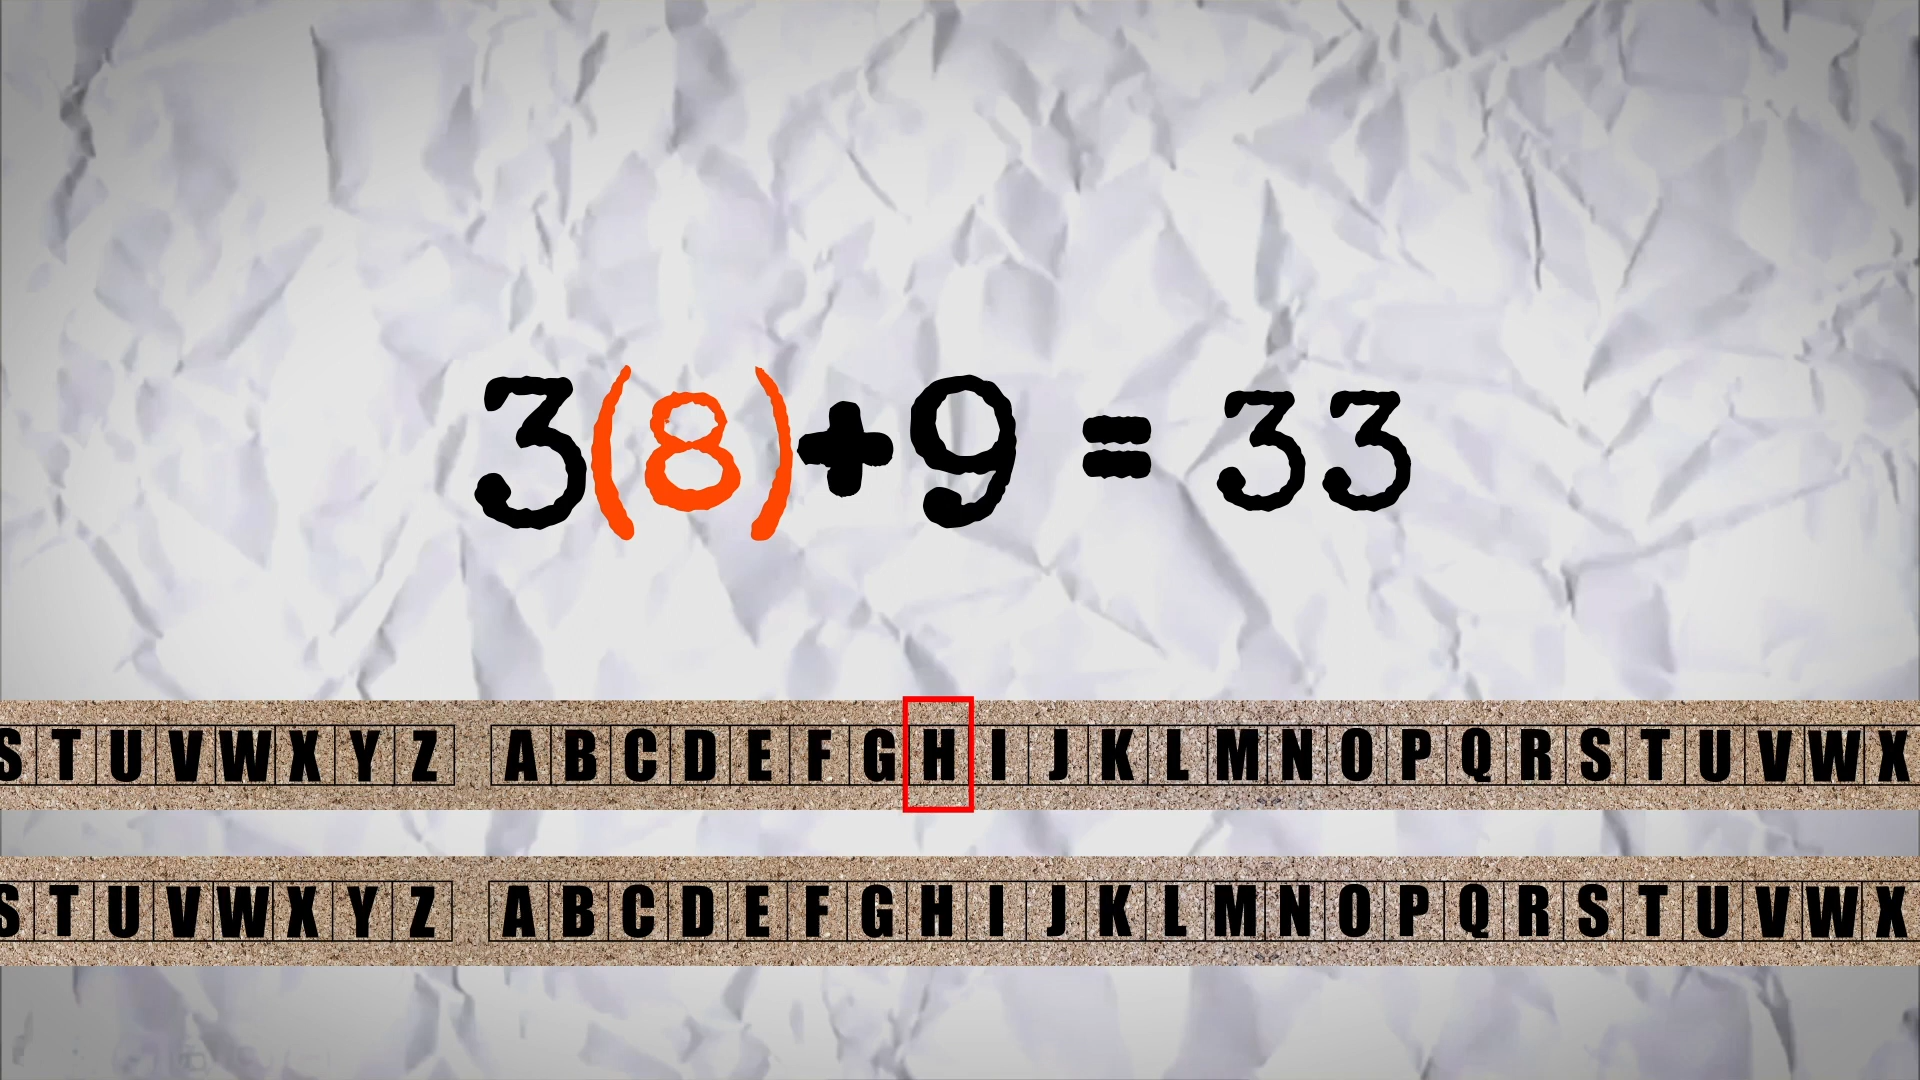 3(8)+9 = 33
S T U V W X Y Z A B C D E F G H I J K L M N O P Q R S T U V W X
S T U V W X Y Z A B C D E F G H I J K L M N O P Q R S T U V W X